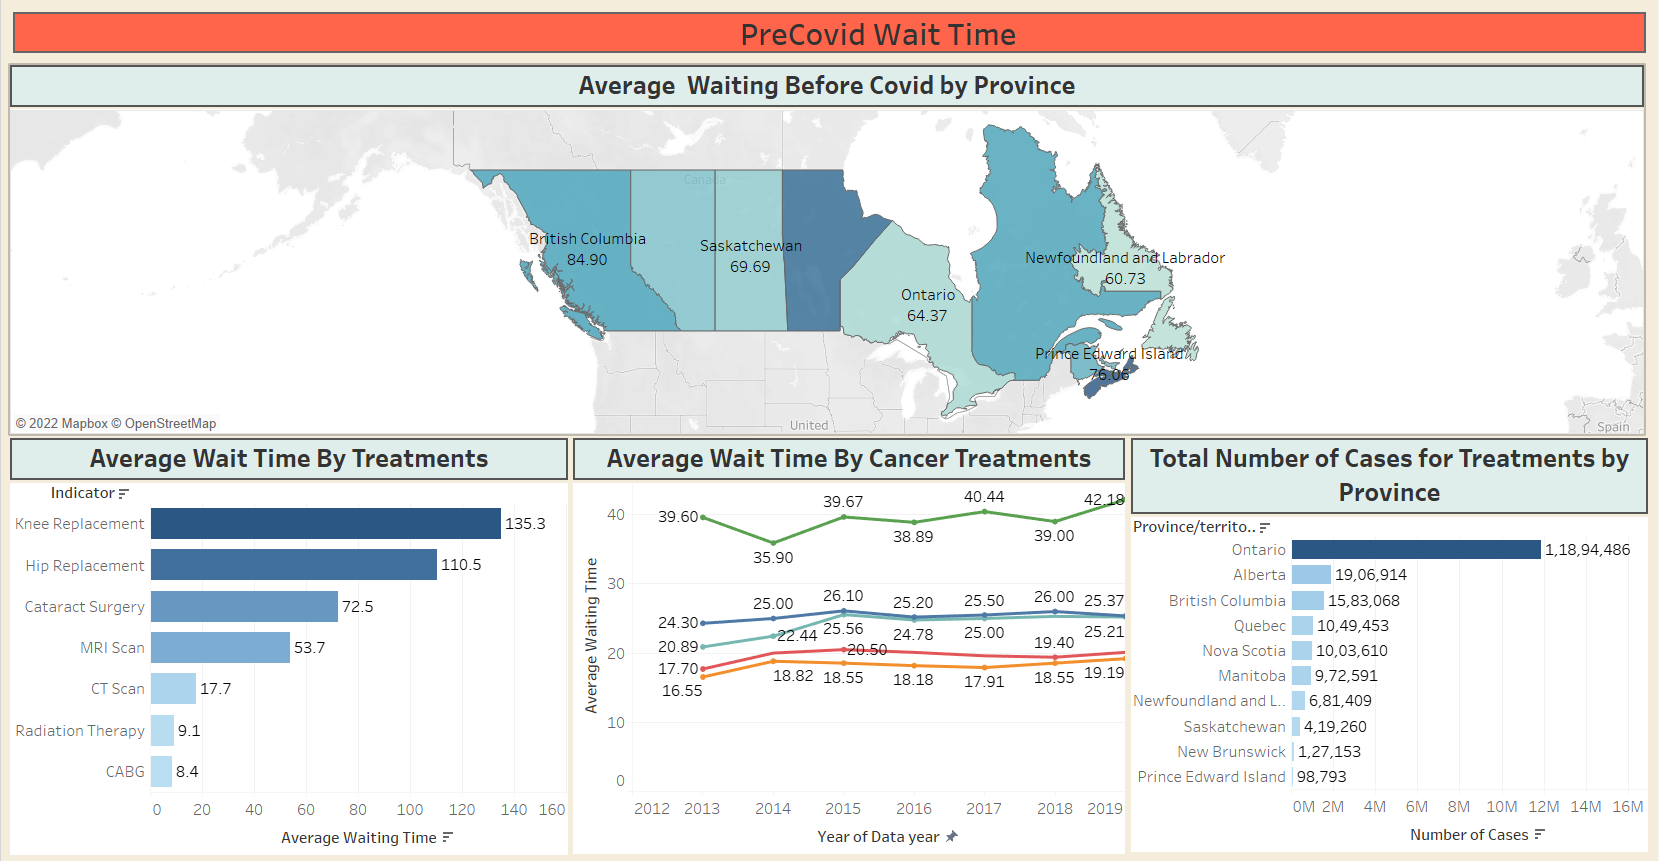 PreCovid Wait Time
Average  Waiting Before Covid by Province
Canada
British Columbia
84.90
Saskatchewan
69.69
Ontario
64.37
Newfoundland and Labrador
60.73
Prince Edward Island
76.06
United
Spain
© 2022 Mapbox © OpenStreetMap
Average Wait Time By Treatments
Indicator
Knee Replacement 135.3
Hip Replacement 110.5
Cataract Surgery 72.5
MRI Scan 53.7
CT Scan 17.7
Radiation Therapy 9.1
CABG 8.4
0 20 40 60 80 100 120 140 160
Average Waiting Time
Average Wait Time By Cancer Treatments
Average Waiting Time
40
30
20
10
0
39.60 35.90 39.67 38.89 40.44 39.00 42.18
24.30 25.00 26.10 25.20 25.50 26.00 25.37
20.89 22.44 25.56 24.78 25.00 25.21
17.70 20.50 19.40
16.55 18.82 18.55 18.18 17.91 18.55 19.19
2012 2013 2014 2015 2016 2017 2018 2019
Year of Data year
Total Number of Cases for Treatments by
Province
Province/territo..
Ontario 1,18,94,486
Alberta 19,06,914
British Columbia 15,83,068
Quebec 10,49,453
Nova Scotia 10,03,610
Manitoba 9,72,591
Newfoundland and L.. 6,81,409
Saskatchewan 4,19,260
New Brunswick 1,27,153
Prince Edward Island 98,793
0M 2M 4M 6M 8M 10M 12M 14M 16M
Number of Cases